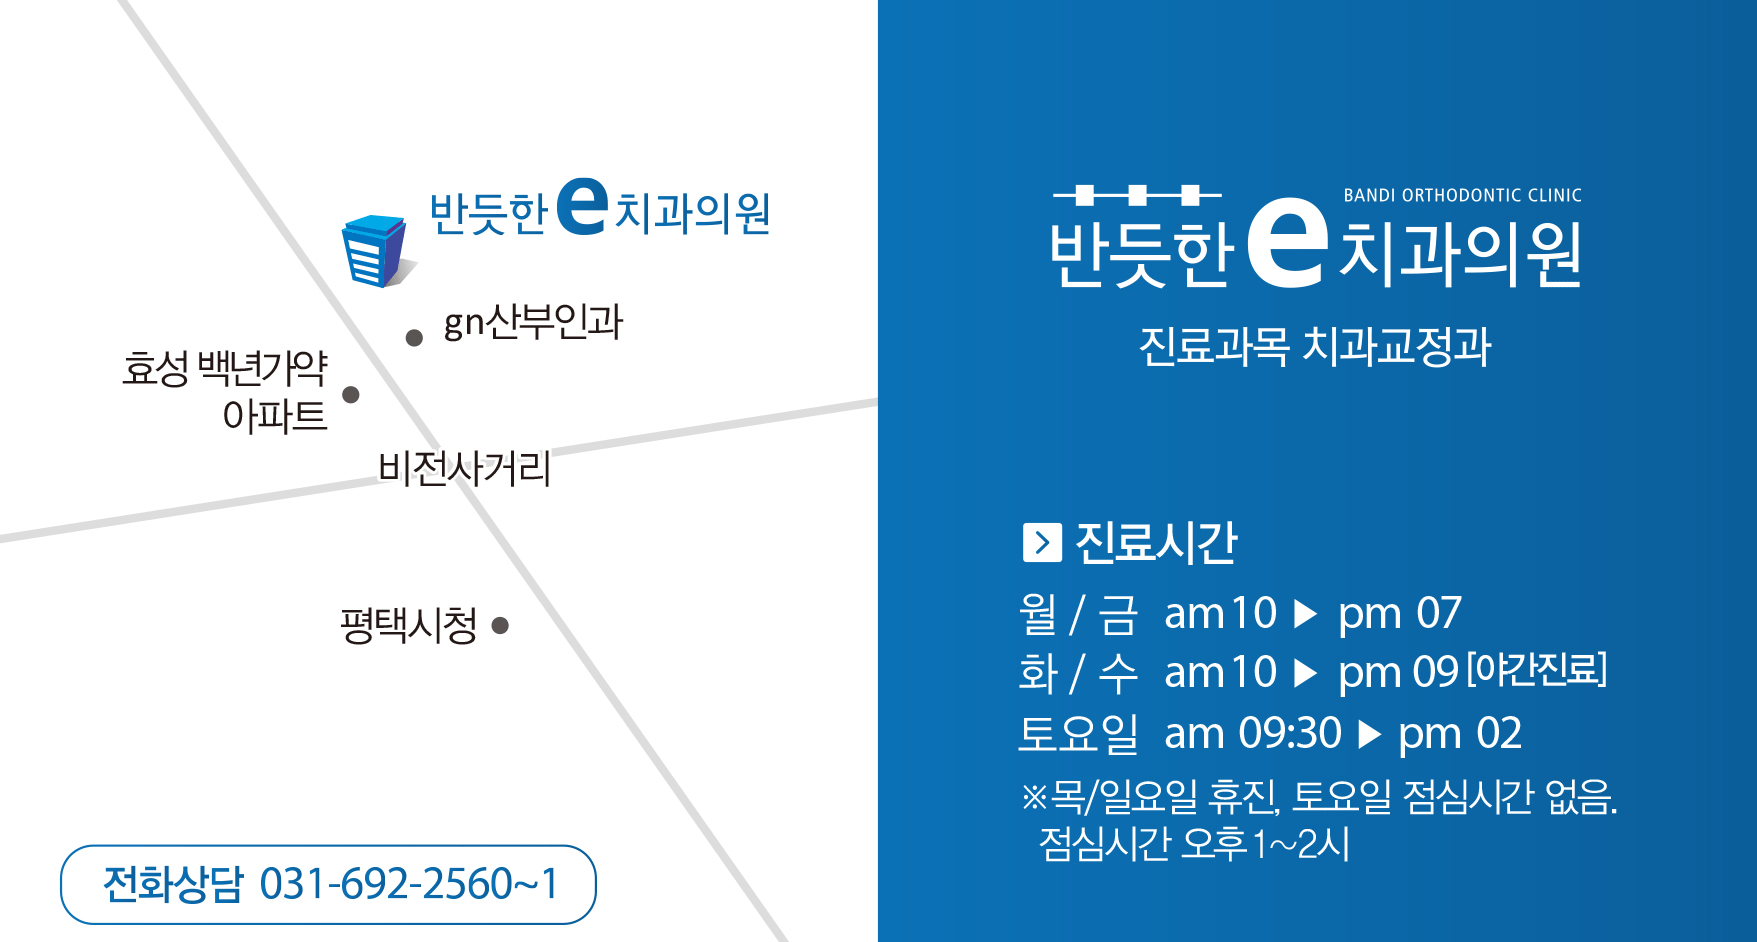 반듯한e치과의원
gn산부인과
효성 백년가약
아파트
비전사거리
평택시청
전화상담 031-692-2560~1
BANDI ORTHODONTIC CLINIC
반듯한e치과의원
진료과목 치과교정과
진료시간
월 / 금 am10 ▶ pm 07
화 / 수 am10 ▶ pm 09 [야간진료]
토요일 am 09:30 ▶ pm 02
※목/일요일 휴진, 토요일 점심시간 없음.
점심시간 오후1~2시